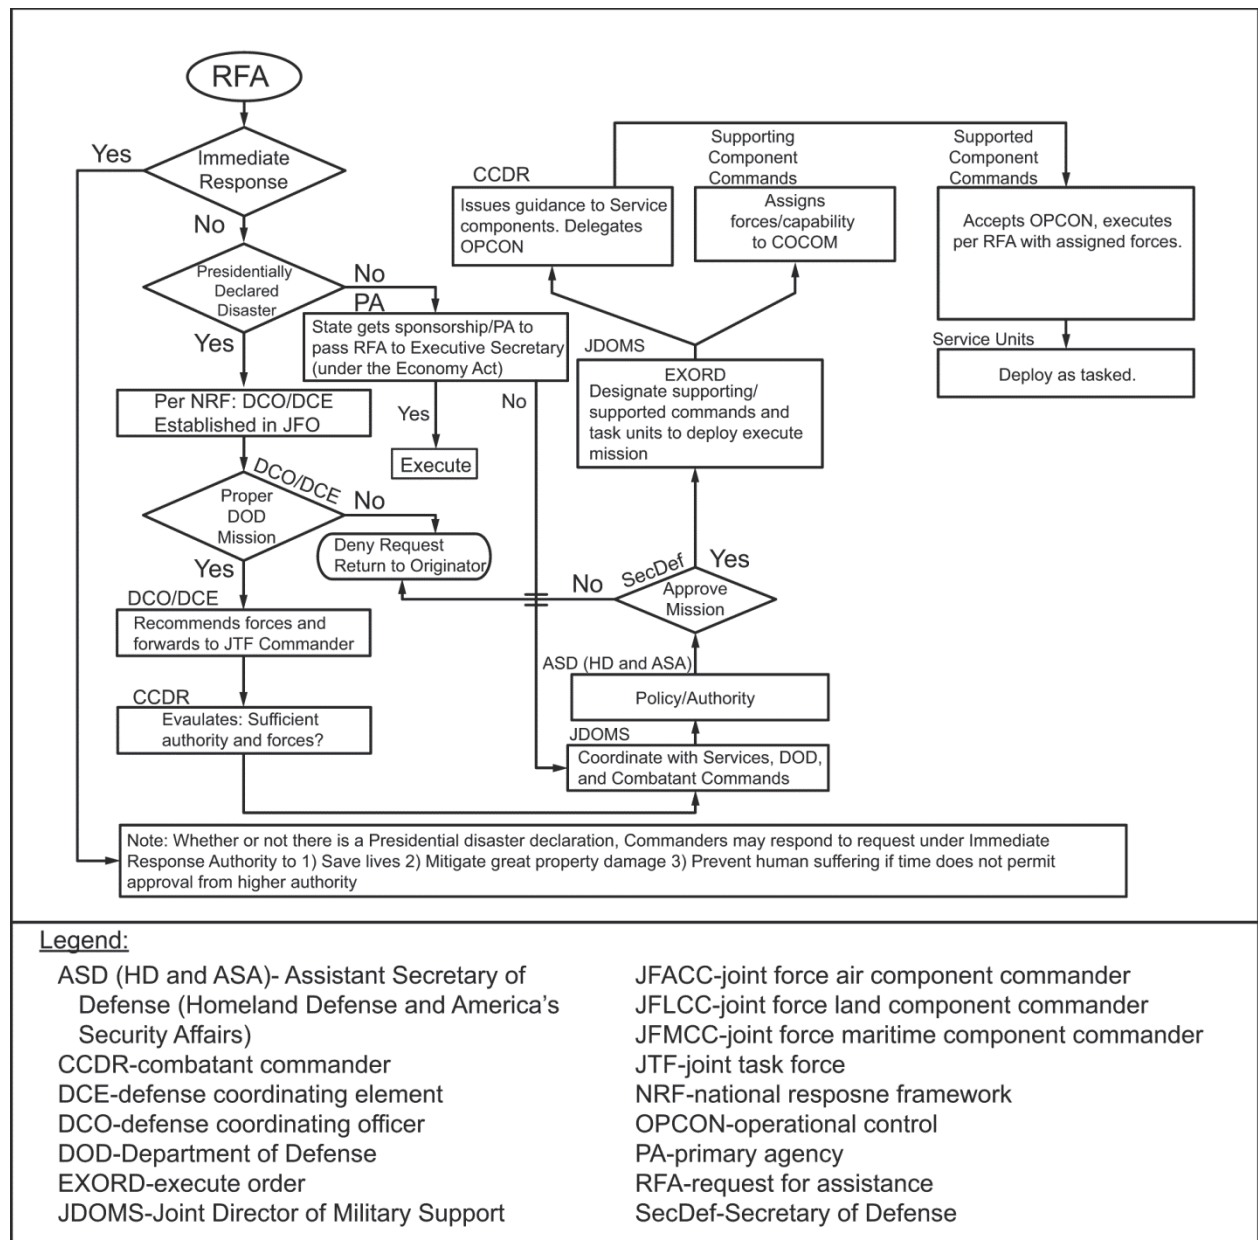 RFA
Yes
Immediate
Response
No
Presidentially
Declared
Disaster
No
PA
State gets sponsorship/PA to
pass RFA to Executive Secretary
(under the Economy Act)
Yes
Per NRF: DCO/DCE
Established in JFO
Yes
Execute
No
DCO/DCE
Proper
DOD
Mission
No
Deny Request
Return to Originator
Yes
DCO/DCE
Recommends forces and
forwards to JTF Commander
CCDR
Evaulates: Sufficient
authority and forces?
CCDR
Issues guidance to Service
components. Delegates
OPCON
Supporting
Component
Commands
Assigns
forces/capability
to COCOM
Supported
Component
Commands
Accepts OPCON, executes
per RFA with assigned forces.
Service Units
Deploy as tasked.
JDOMS
EXORD
Designate supporting/
supported commands and
task units to deploy execute
mission
No
SecDef
Yes
Approve
Mission
ASD (HD and ASA)
Policy/Authority
JDOMS
Coordinate with Services, DOD,
and Combatant Commands
Note: Whether or not there is a Presidential disaster declaration, Commanders may respond to request under Immediate
Response Authority to 1) Save lives 2) Mitigate great property damage 3) Prevent human suffering if time does not permit
approval from higher authority
Legend:
ASD (HD and ASA)- Assistant Secretary of
Defense (Homeland Defense and America's
Security Affairs)
CCDR-combatant commander
DCE-defense coordinating element
DCO-defense coordinating officer
DOD-Department of Defense
EXORD-execute order
JDOMS-Joint Director of Military Support
JFACC-joint force air component commander
JFLCC-joint force land component commander
JFMCC-joint force maritime component commander
JTF-joint task force
NRF-national resposne framework
OPCON-operational control
PA-primary agency
RFA-request for assistance
SecDef-Secretary of Defense